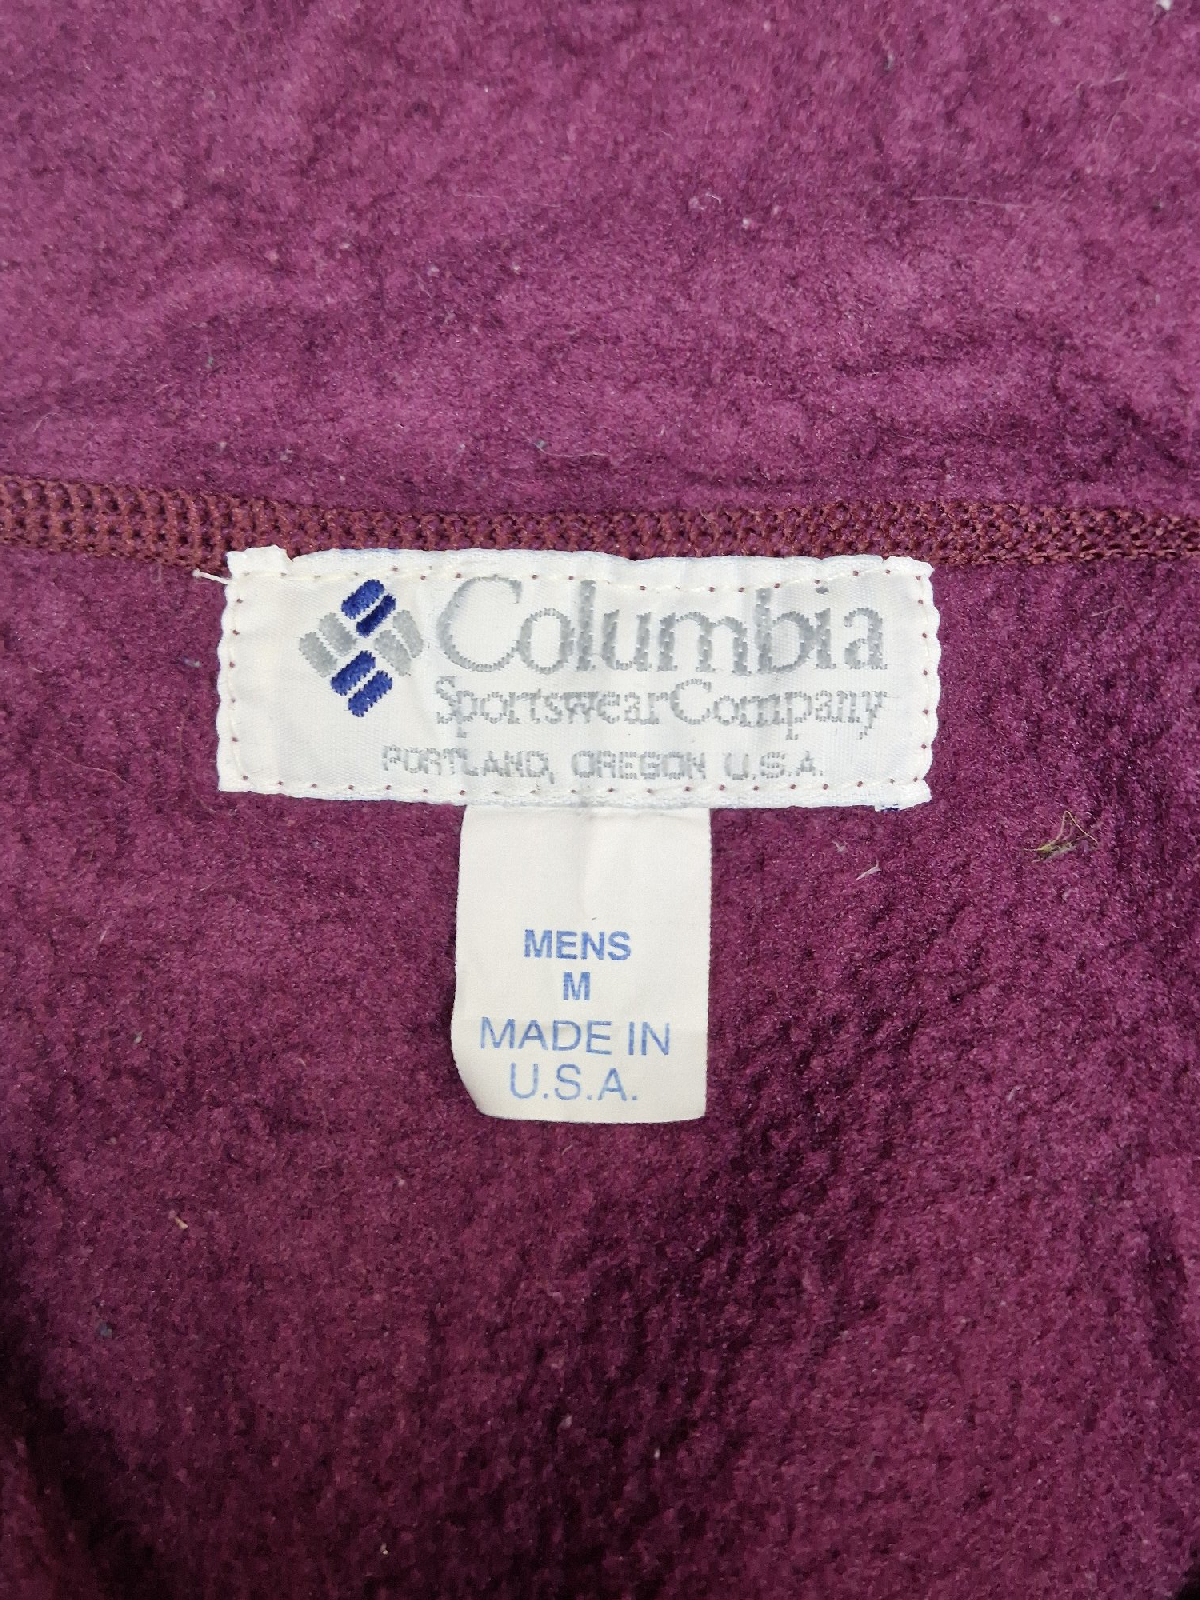 Columbia
Sportswear Company
PORTLAND, OREGON U.S.A.
MENS
M
MADE IN
U.S.A.